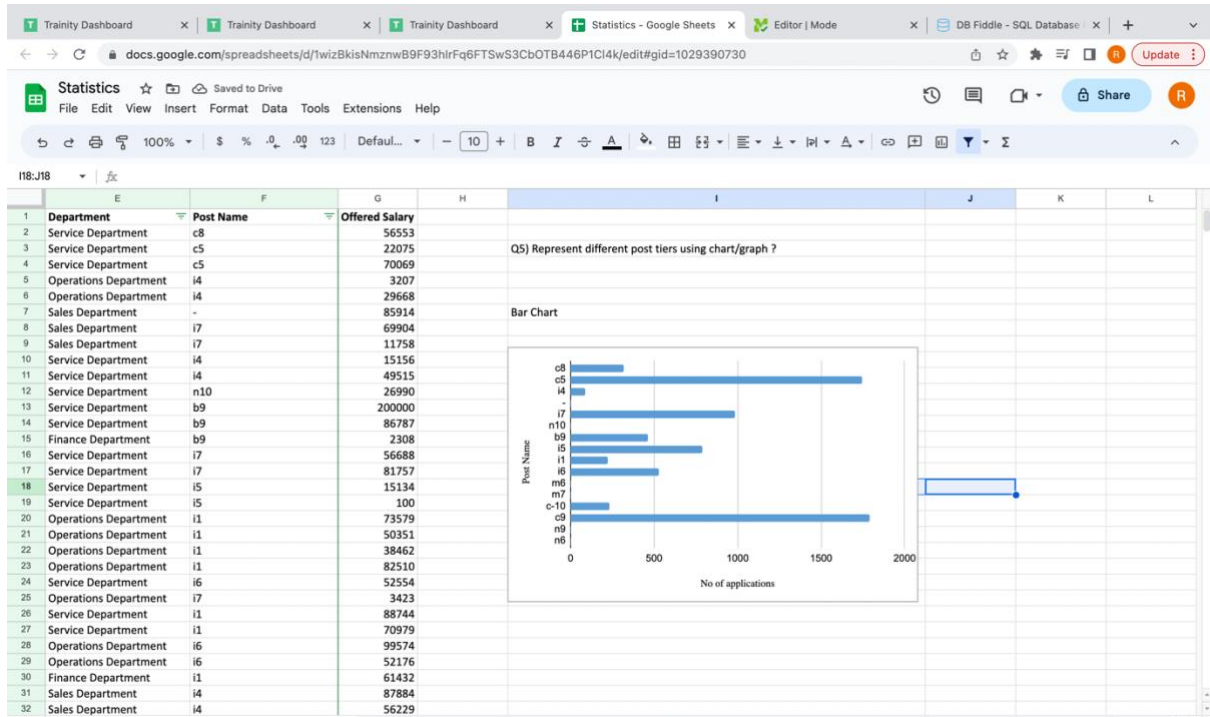 Trainity Dashboard Trainity Dashboard Trainity Dashboard Statistics - Google Sheets Editor | Mode DB Fiddle - SQL Database
docs.google.com/spreadsheets/d/1wizBkisNmznwB9F93hIrFq6FTSwS3CbOTB446P1CI4k/edit#gid=1029390730 R Update
Statistics Saved to Drive
File Edit View Insert Format Data Tools Extensions Help
Share R
100% $ % .0 .00 123 Defaul... 10 B I A
I18:J18 fx
E F G H I J K L
1 Department Post Name Offered Salary
2 Service Department c8 56553
3 Service Department c5 22075 Q5) Represent different post tiers using chart/graph ?
4 Service Department c5 70069
5 Operations Department i4 3207
6 Operations Department i4 29668
7 Sales Department - 85914 Bar Chart
8 Sales Department i7 69904
9 Sales Department i7 11758
10 Service Department i4 15156
11 Service Department i4 49515
12 Service Department n10 26990
13 Service Department b9 200000
14 Service Department b9 86787
15 Finance Department b9 2308
16 Service Department i7 56688
17 Service Department i7 81757
18 Service Department i5 15134
19 Service Department i5 100
20 Operations Department i1 73579
21 Operations Department i1 50351
22 Operations Department i1 38462
23 Operations Department i1 82510
24 Service Department i6 52554
25 Operations Department i7 3423
26 Service Department i1 88744
27 Service Department i1 70979
28 Operations Department i6 99574
29 Operations Department i6 52176
30 Finance Department i1 61432
31 Sales Department i4 87884
32 Sales Department i4 56229
Post Name
c8
c5
i4
-
i7
n10
b9
i5
i1
i6
m6
m7
c-10
c9
n9
n6
0 500 1000 1500 2000
No of applications